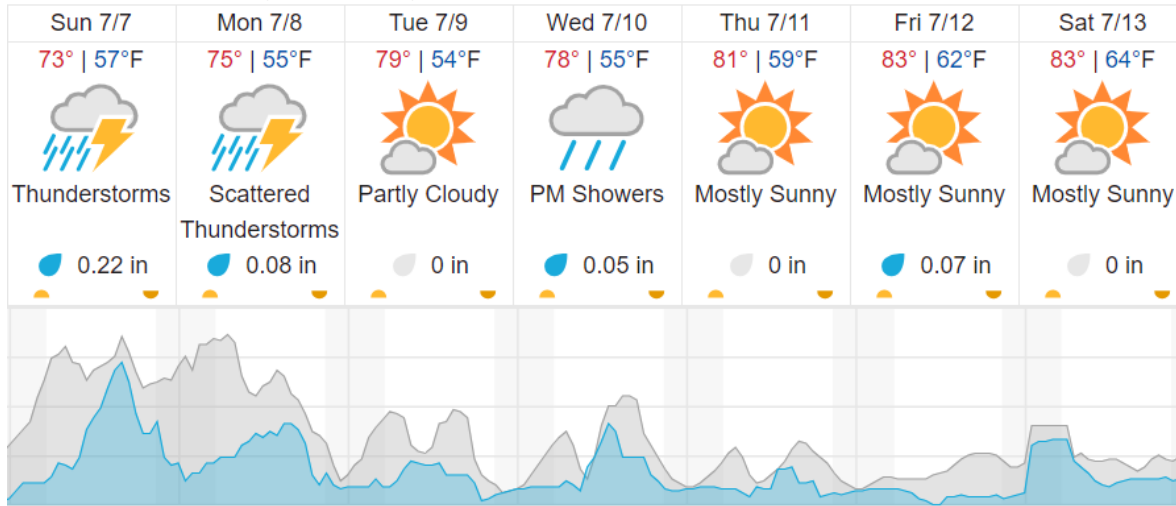 Sun 7/7 Mon 7/8 Tue 7/9 Wed 7/10 Thu 7/11 Fri 7/12 Sat 7/13
73° | 57°F 75° | 55°F 79° | 54°F 78° | 55°F 81° | 59°F 83° | 62°F 83° | 64°F
Thunderstorms Scattered Partly Cloudy PM Showers Mostly Sunny Mostly Sunny Mostly Sunny
Thunderstorms
0.22 in 0.08 in 0 in 0.05 in 0 in 0.07 in 0 in